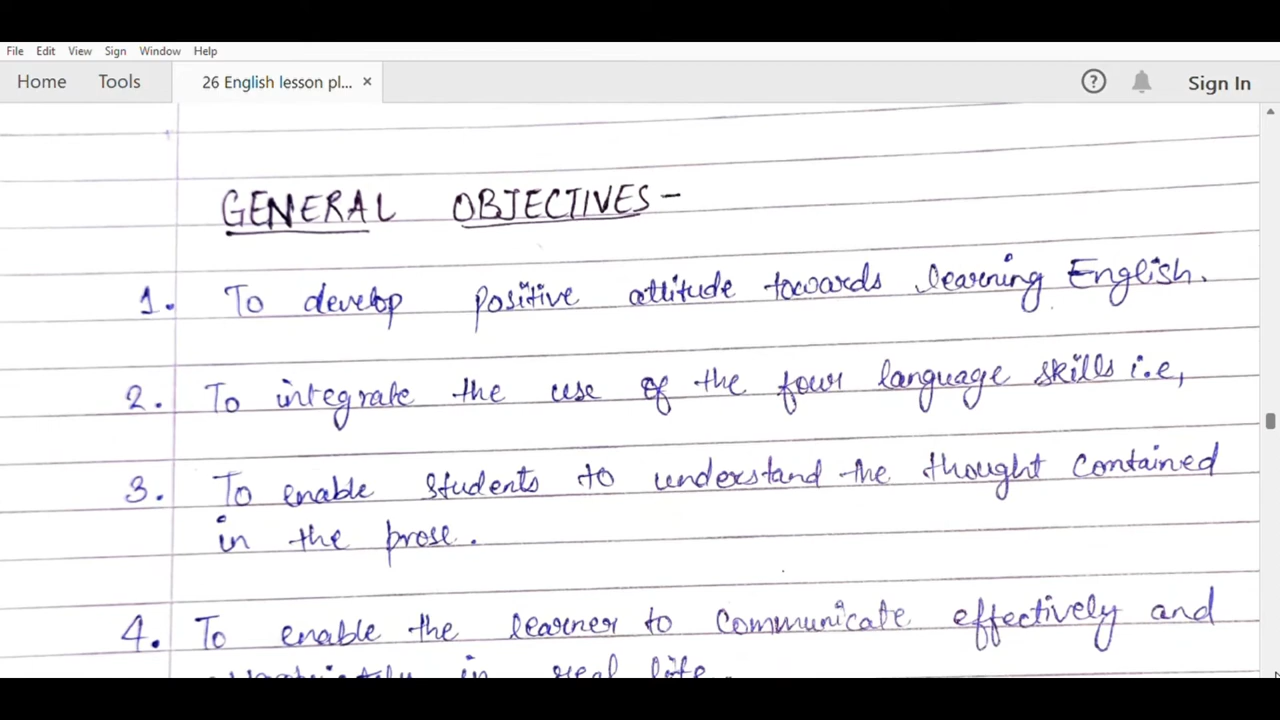 File Edit View Sign Window Help
Home Tools 26 English lesson pl... × ? Sign In
GENERAL OBJECTIVES-
1. To develop positive attitude towards learning English.
2. To integrate the use of the four language skills i.e,
3. To enable students to understand the thought contained
in the prose.
4. To enable the learner to communicate effectively and
in real life.